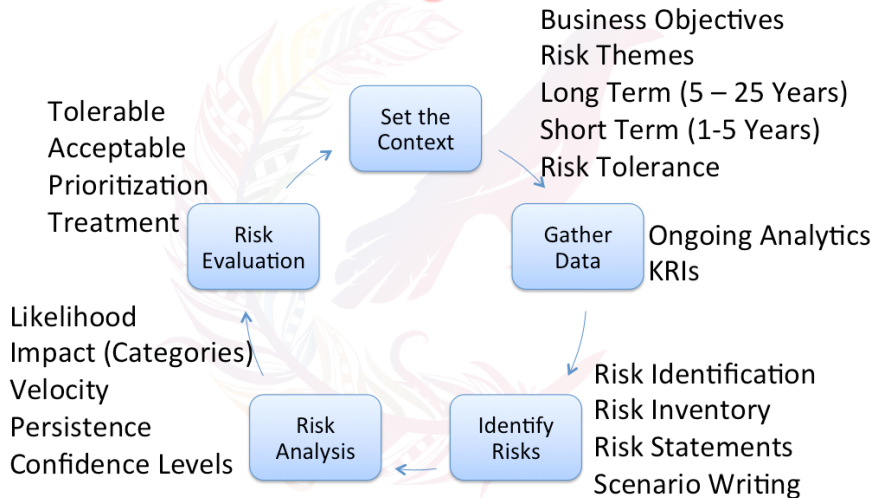 Business Objectives
Risk Themes
Long Term (5 – 25 Years)
Short Term (1-5 Years)
Risk Tolerance
Set the
Context
Tolerable
Acceptable
Prioritization
Treatment
Risk
Evaluation
Gather
Data
Ongoing Analytics
KRIs
Likelihood
Impact (Categories)
Velocity
Persistence
Confidence Levels
Risk
Analysis
Identify
Risks
Risk Identification
Risk Inventory
Risk Statements
Scenario Writing